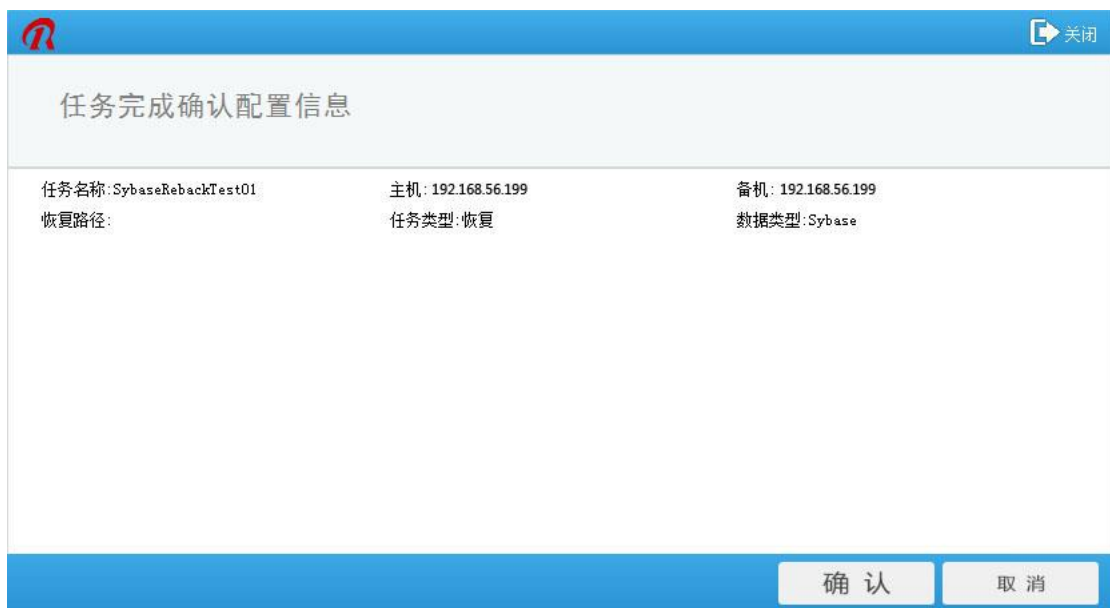 关闭
任务完成确认配置信息
任务名称:SybaseRebackTest01 主机: 192.168.56.199 备机: 192.168.56.199
恢复路径: 任务类型:恢复 数据类型:Sybase
确认 取消